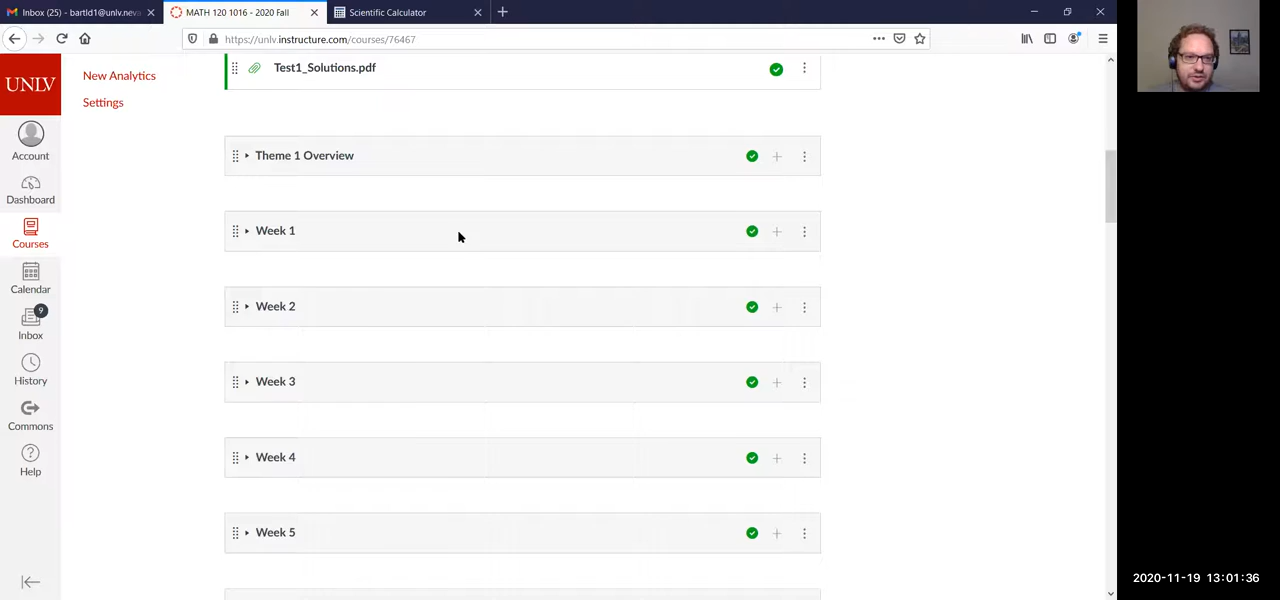 Inbox (25) - bartld1@unlv.neva
MATH 120 1016 - 2020 Fall
Scientific Calculator
https://unlv.instructure.com/courses/76467
UNLV
Account
Dashboard
Courses
Calendar
9
Inbox
History
Commons
Help
New Analytics
Settings
Test1_Solutions.pdf
Theme 1 Overview
Week 1
Week 2
Week 3
Week 4
Week 5
2020-11-19 13:01:36